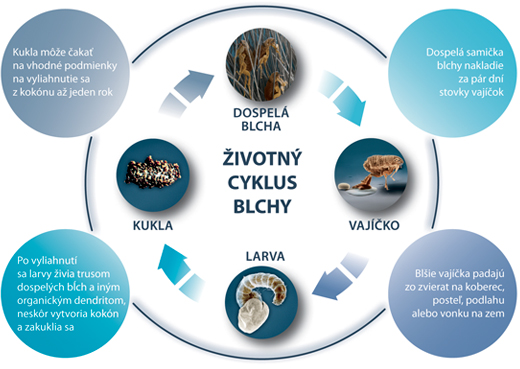 Kukla môže čakať
na vhodné podmienky
na vyliahnutie sa
z kokónu až jeden rok
Dospelá samička
blchy nakladie
za pár dní
stovky vajíčok
DOSPELÁ
BLCHA
ŽIVOTNÝ
CYKLUS
BLCHY
KUKLA
VAJÍČKO
LARVA
Po vyliahnutí
sa larvy živia trusom
dospelých bĺch a iným
organickým dendritom,
neskôr vytvoria kokón
a zakuklia sa
Blšie vajíčka padajú
zo zvierat na koberec,
posteľ, podlahu
alebo vonku na zem